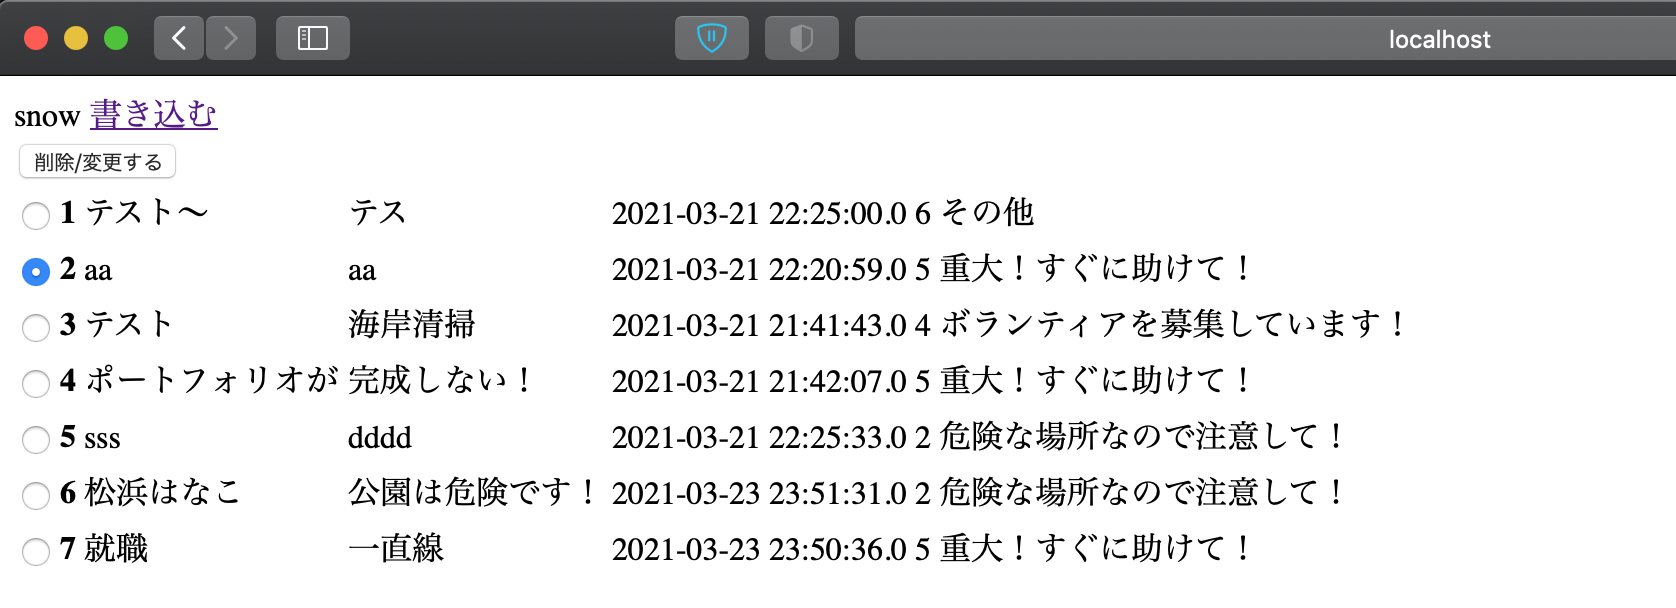 localhost
snow 書き込む
削除/変更する
1 テスト〜 テス 2021-03-21 22:25:00.0 6 その他
2 aa aa 2021-03-21 22:20:59.0 5 重大！すぐに助けて！
3 テスト 海岸清掃 2021-03-21 21:41:43.0 4 ボランティアを募集しています！
4 ポートフォリオが 完成しない！ 2021-03-21 21:42:07.0 5 重大！すぐに助けて！
5 sss dddd 2021-03-21 22:25:33.0 2 危険な場所なので注意して！
6 松浜はなこ 公園は危険です！ 2021-03-23 23:51:31.0 2 危険な場所なので注意して！
7 就職 一直線 2021-03-23 23:50:36.0 5 重大！すぐに助けて！